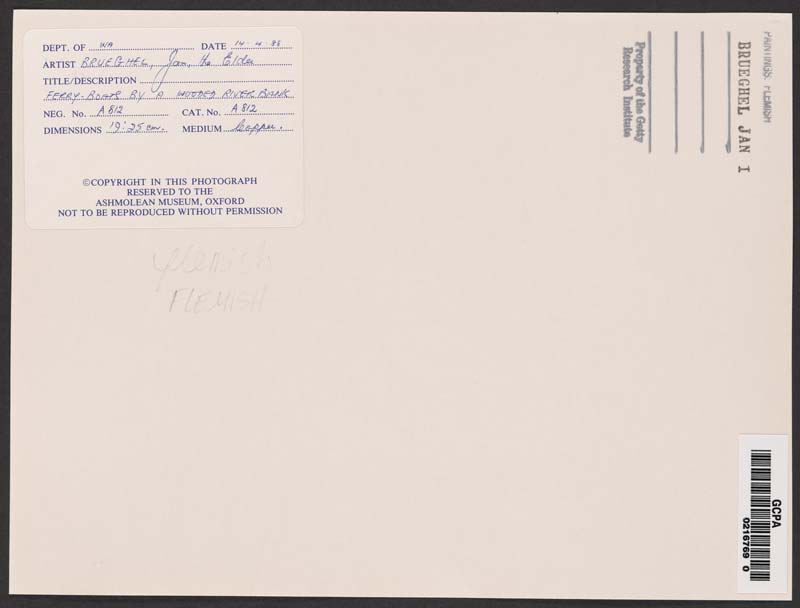 DEPT. OF WA DATE 14-4-88
ARTIST BRUEGHEL, Jan, the Elder
TITLE/DESCRIPTION
FERRY-BOATS BY A WOODED RIVER BANK
NEG. No. A 812 CAT. No. A 812
DIMENSIONS 19:25 cm. MEDIUM Copper.
©COPYRIGHT IN THIS PHOTOGRAPH
RESERVED TO THE
ASHMOLEAN MUSEUM, OXFORD
NOT TO BE REPRODUCED WITHOUT PERMISSION
FLEMISH
PAINTINGS: FLEMISH
BRUEGHEL JAN I
Property of the Getty
Research Institute
GCPA
0216769 0